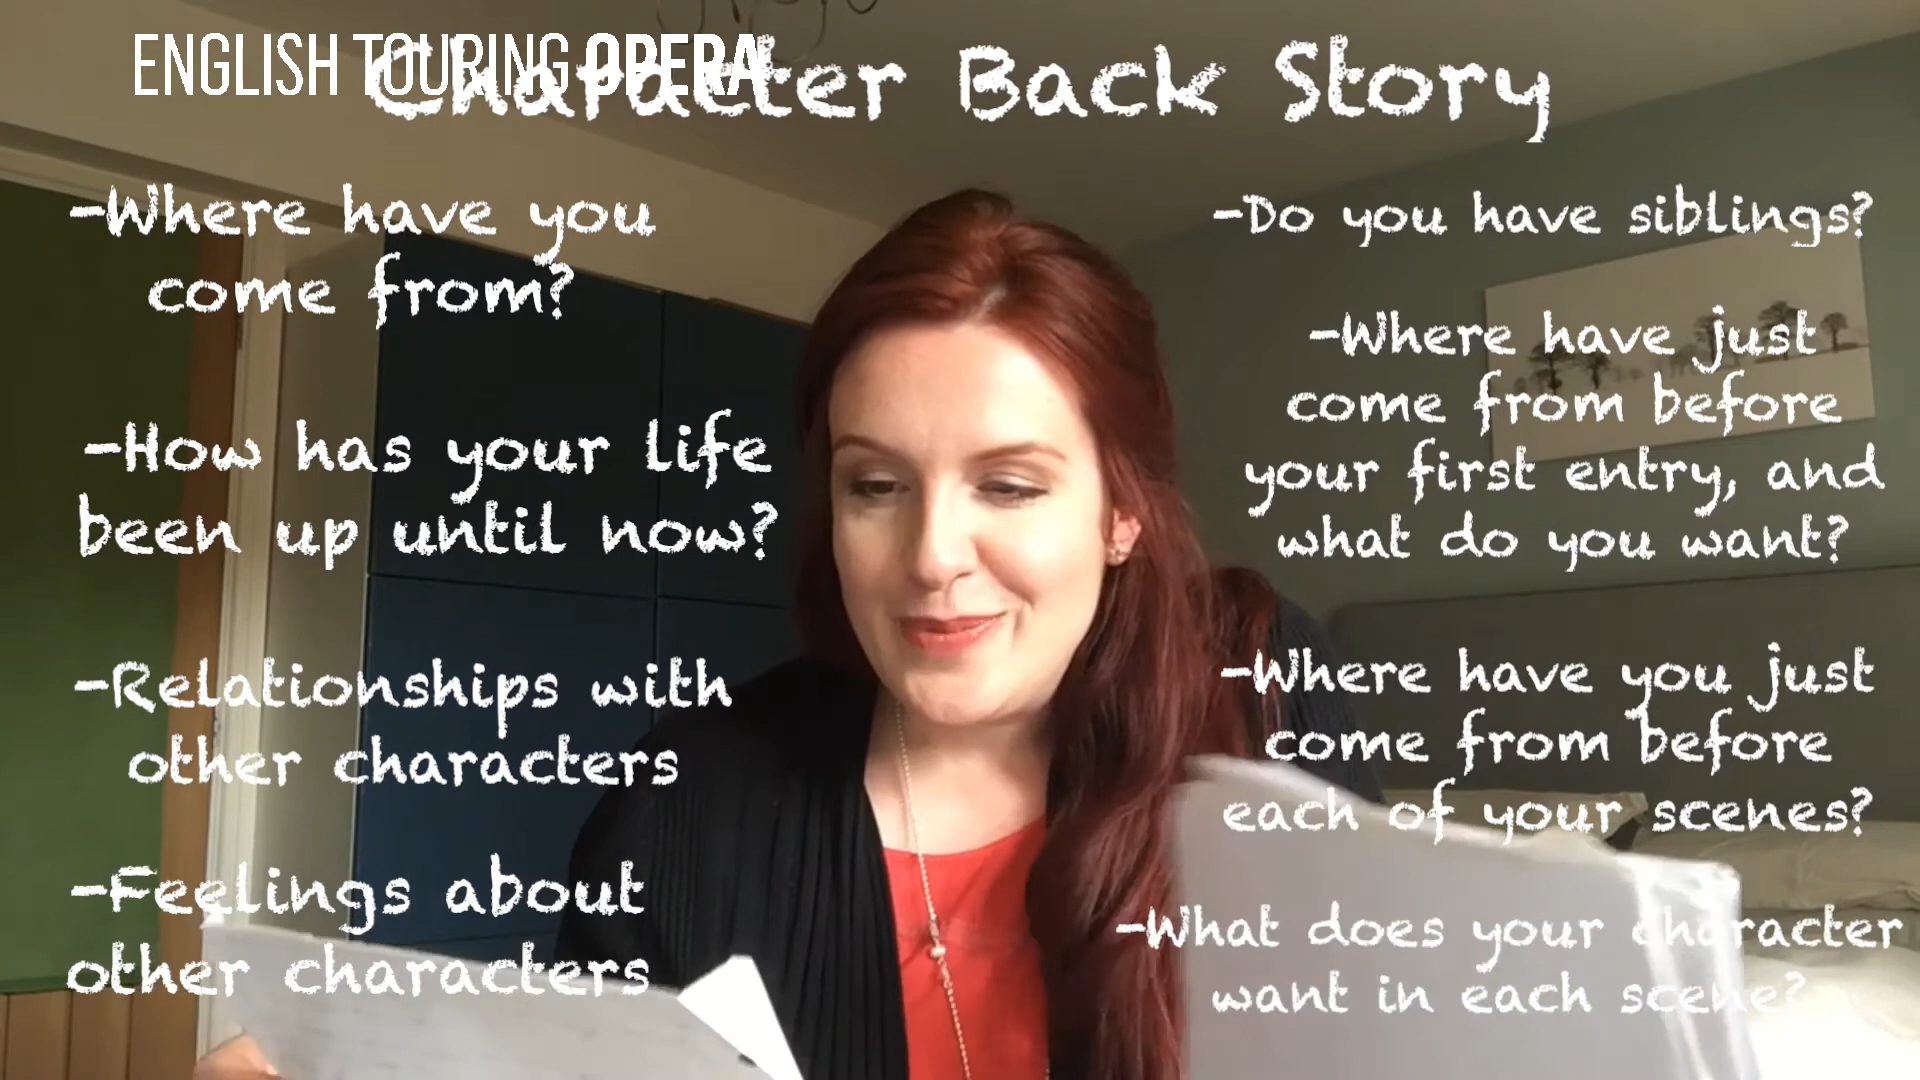 ENGLISH TOURING OPERA
Character Back Story
-Where have you
come from?
-How has your life
been up until now?
-Relationships with
other characters
-Feelings about
other characters
-Do you have siblings?
-Where have just
come from before
your first entry, and
what do you want?
-Where have you just
come from before
each of your scenes?
-What does your character
want in each scene?